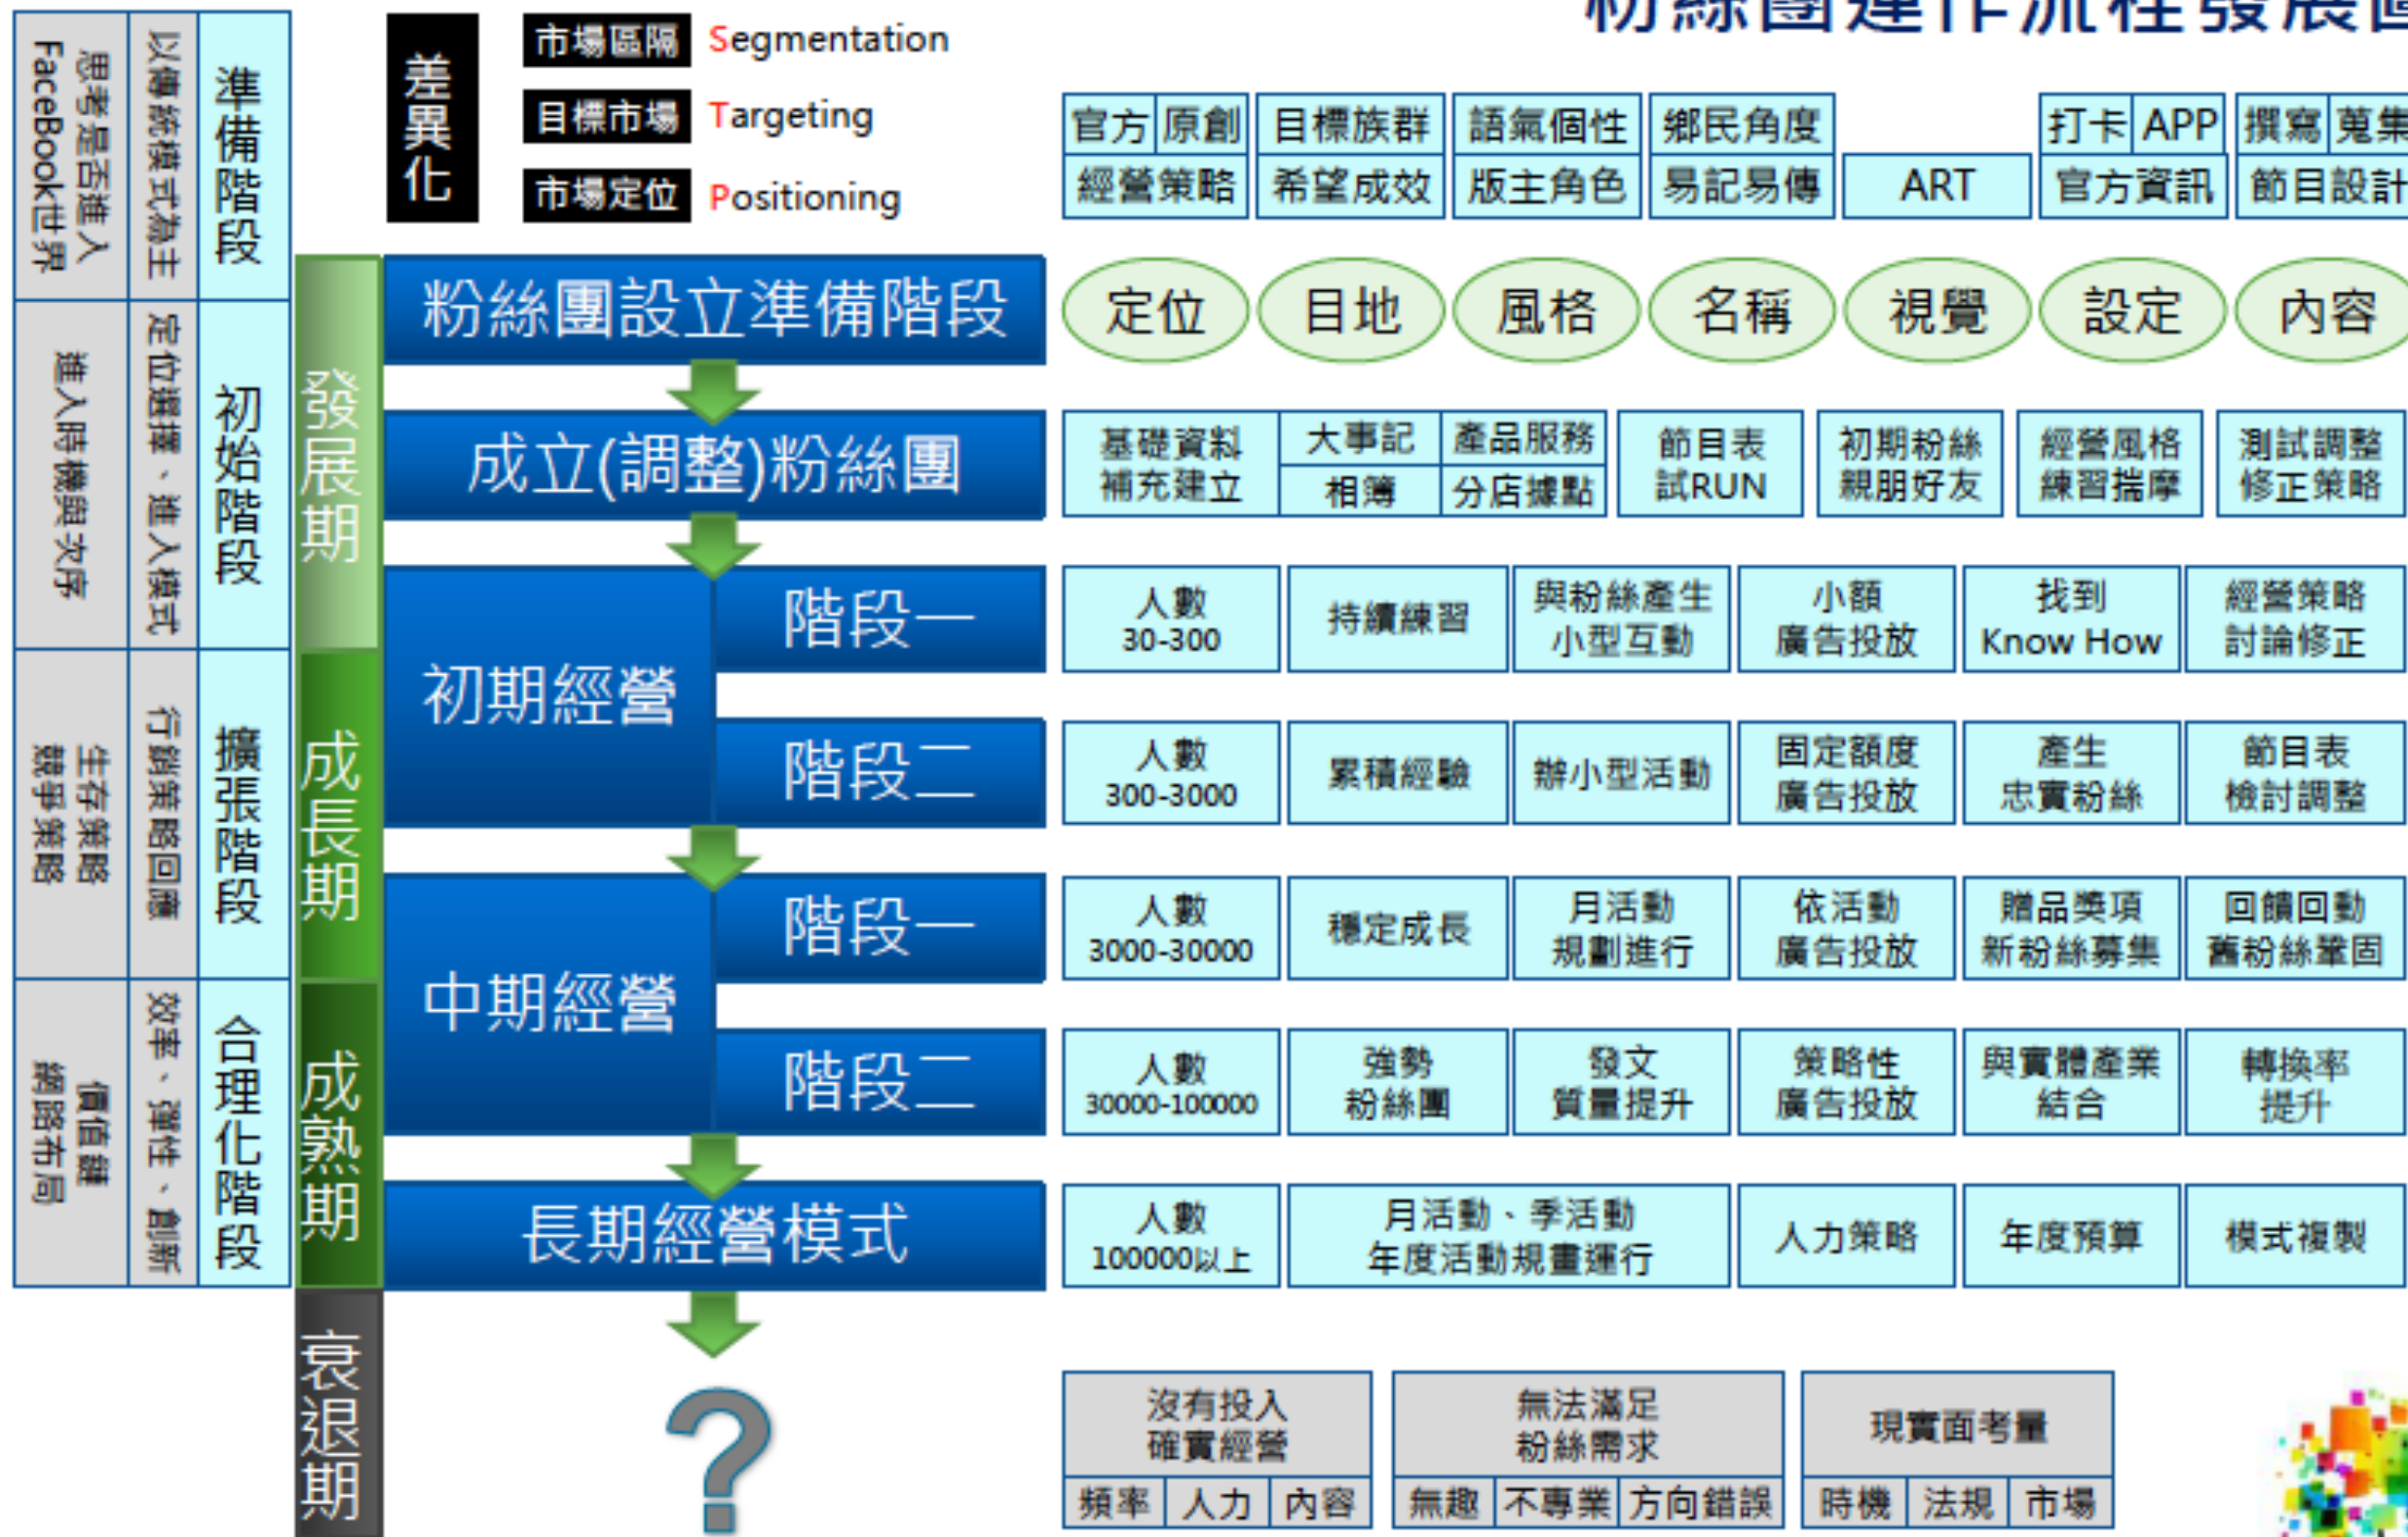 粉絲團運作流程發展圖
差異化
市場區隔 Segmentation
目標市場 Targeting
市場定位 Positioning
思考是否進入
FaceBook世界
以傳統模式為主
準備階段
進入時機與次序
定位選擇、進入模式
初始階段
生存策略
競爭策略
行銷策略回應
擴張階段
價值鏈
網路布局
效率、彈性、創新
合理化階段
發展期
成長期
成熟期
衰退期
官方 原創
經營策略
目標族群
希望成效
語氣個性
版主角色
鄉民角度
易記易傳
ART
打卡 APP
官方資訊
撰寫 蒐集
節目設計
粉絲團設立準備階段
定位 目地 風格 名稱 視覺 設定 內容
成立(調整)粉絲團
基礎資料
補充建立
大事記 產品服務
相簿 分店據點
節目表
試RUN
初期粉絲
親朋好友
經營風格
練習揣摩
測試調整
修正策略
初期經營
階段一
人數
30-300
持續練習
與粉絲產生
小型互動
小額
廣告投放
找到
Know How
經營策略
討論修正
階段二
人數
300-3000
累積經驗
辦小型活動
固定額度
廣告投放
產生
忠實粉絲
節目表
檢討調整
中期經營
階段一
人數
3000-30000
穩定成長
月活動
規劃進行
依活動
廣告投放
贈品獎項
新粉絲募集
回饋回動
舊粉絲鞏固
階段二
人數
30000-100000
強勢
粉絲團
發文
質量提升
策略性
廣告投放
與實體產業
結合
轉換率
提升
長期經營模式
人數
100000以上
月活動、季活動
年度活動規畫運行
人力策略
年度預算
模式複製
?
沒有投入
確實經營
頻率 人力 內容
無法滿足
粉絲需求
無趣 不專業 方向錯誤
現實面考量
時機 法規 市場